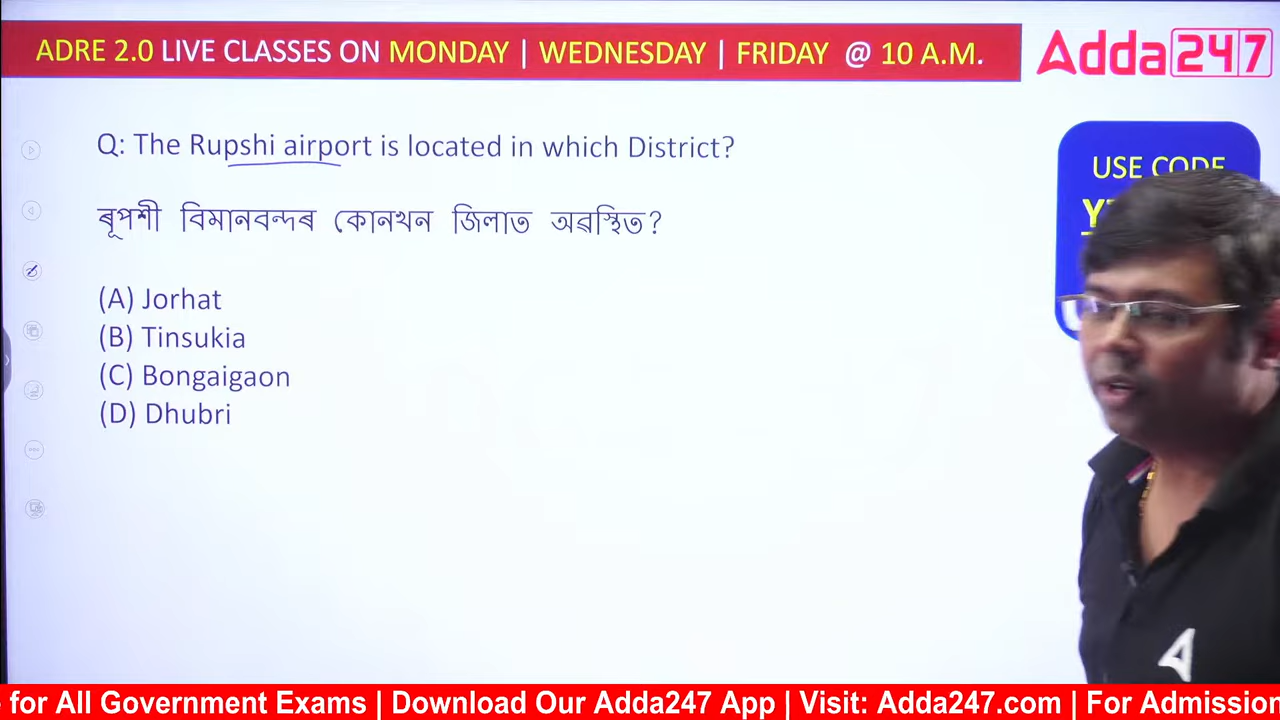 ADRE 2.0 LIVE CLASSES ON MONDAY | WEDNESDAY | FRIDAY @ 10 A.M.
Adda247
Q: The Rupshi airport is located in which District?
USE CODE
ৰূপশী বিমানবন্দৰ কোনখন জিলাত অৱস্থিত?
(A) Jorhat
(B) Tinsukia
(C) Bongaigaon
(D) Dhubri
for All Government Exams | Download Our Adda247 App | Visit: Adda247.com | For Admission